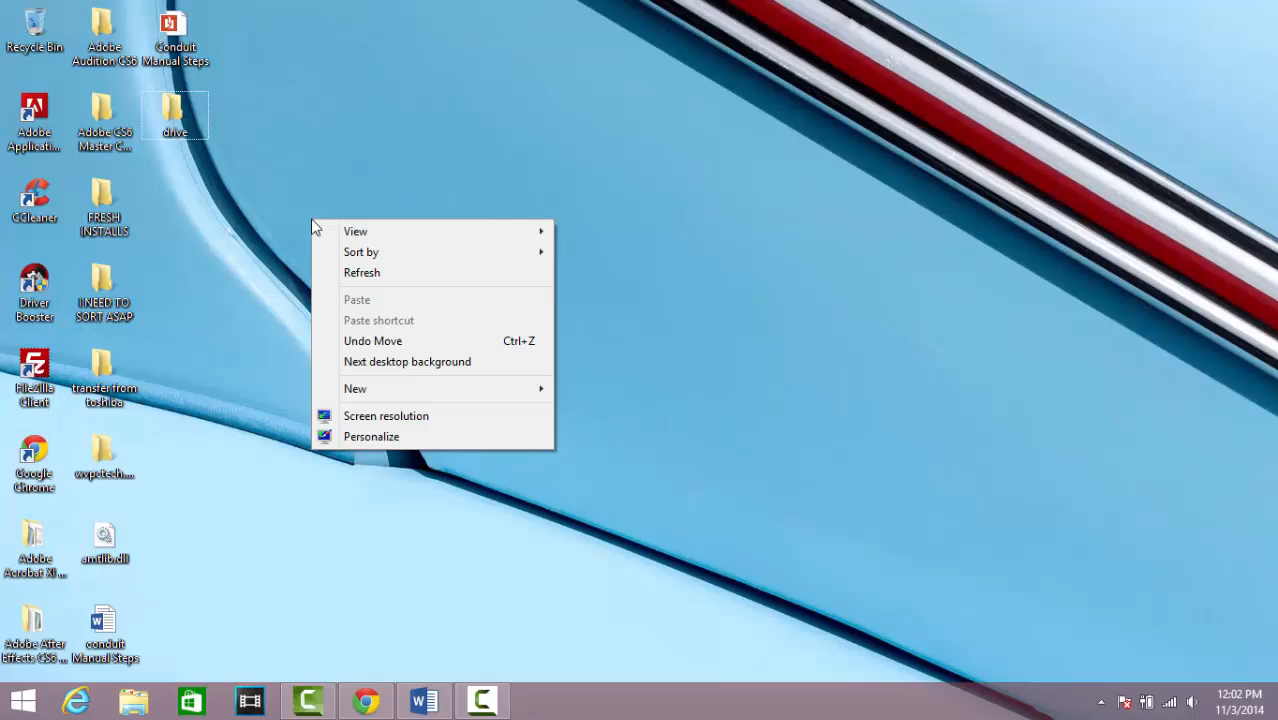 Recycle Bin
Adobe
Audition CS6
Conduit
Manual Steps
Adobe
Applicati...
Adobe CS6
Master C...
drive
CCleaner
FRESH
INSTALLS
Driver
Booster
I NEED TO
SORT ASAP
FileZilla
Client
transfer from
toshiba
Google
Chrome
wvpctech....
Adobe
Acrobat XI ...
amtlib.dll
Adobe After
Effects CS6 ...
conduit
Manual Steps
View
Sort by
Refresh
Paste
Paste shortcut
Undo Move Ctrl+Z
Next desktop background
New
Screen resolution
Personalize
12:02 PM
11/3/2014